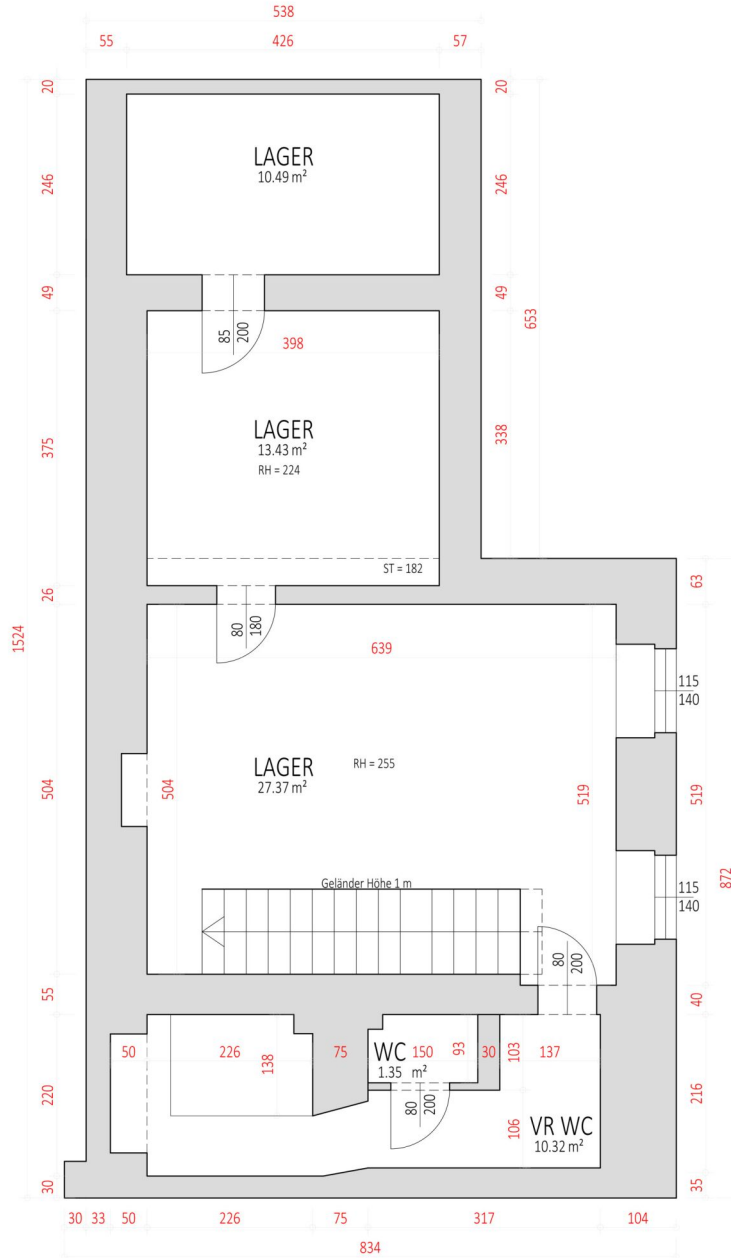 538
55 426 57
20 20
LAGER
10.49 m²
246 246
49 49
653
85
200
398
LAGER
13.43 m²
RH = 224
375 338
ST = 182
26 63
80
180
1524
639
115
140
LAGER
27.37 m²
RH = 255
504 504 519 519
872
Geländer Höhe 1 m
115
140
80
200
55 40
50 226 138 75
WC
1.35 m²
150 93 30 103 137
220 216
80
200
106
VR WC
10.32 m²
30 35
30 33 50 226 75 317 104
834